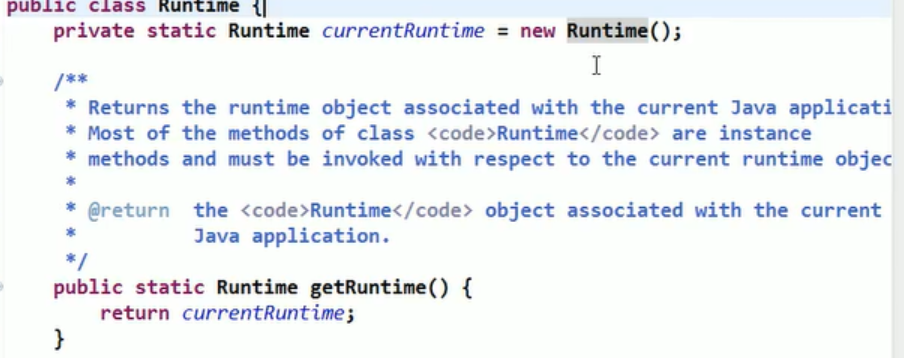 public class Runtime {
    private static Runtime currentRuntime = new Runtime();
    /**
     * Returns the runtime object associated with the current Java applicati
     * Most of the methods of class <code>Runtime</code> are instance
     * methods and must be invoked with respect to the current runtime objec
     *
     * @return  the <code>Runtime</code> object associated with the current
     *          Java application.
     */
    public static Runtime getRuntime() {
        return currentRuntime;
    }